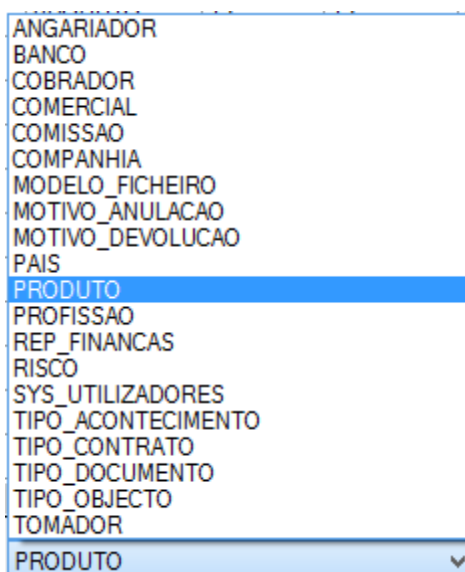 ANGARIADOR
BANCO
COBRADOR
COMERCIAL
COMISSAO
COMPANHIA
MODELO_FICHEIRO
MOTIVO_ANULACAO
MOTIVO_DEVOLUCAO
PAIS
PRODUTO
PROFISSAO
REP_FINANCAS
RISCO
SYS_UTILIZADORES
TIPO_ACONTECIMENTO
TIPO_CONTRATO
TIPO_DOCUMENTO
TIPO_OBJECTO
TOMADOR
PRODUTO